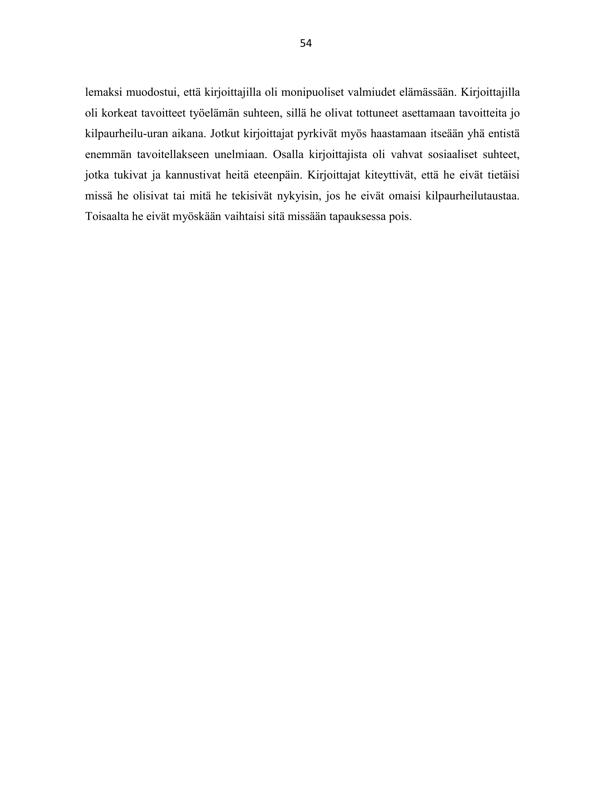 54
lemaksi muodostui, että kirjoittajilla oli monipuoliset valmiudet elämässään. Kirjoittajilla
oli korkeat tavoitteet työelämän suhteen, sillä he olivat tottuneet asettamaan tavoitteita jo
kilpaurheilu-uran aikana. Jotkut kirjoittajat pyrkivät myös haastamaan itseään yhä entistä
enemmän tavoitellakseen unelmiaan. Osalla kirjoittajista oli vahvat sosiaaliset suhteet,
jotka tukivat ja kannustivat heitä eteenpäin. Kirjoittajat kiteyttivät, että he eivät tietäisi
missä he olisivat tai mitä he tekisivät nykyisin, jos he eivät omaisi kilpaurheilutaustaa.
Toisaalta he eivät myöskään vaihtaisi sitä missään tapauksessa pois.